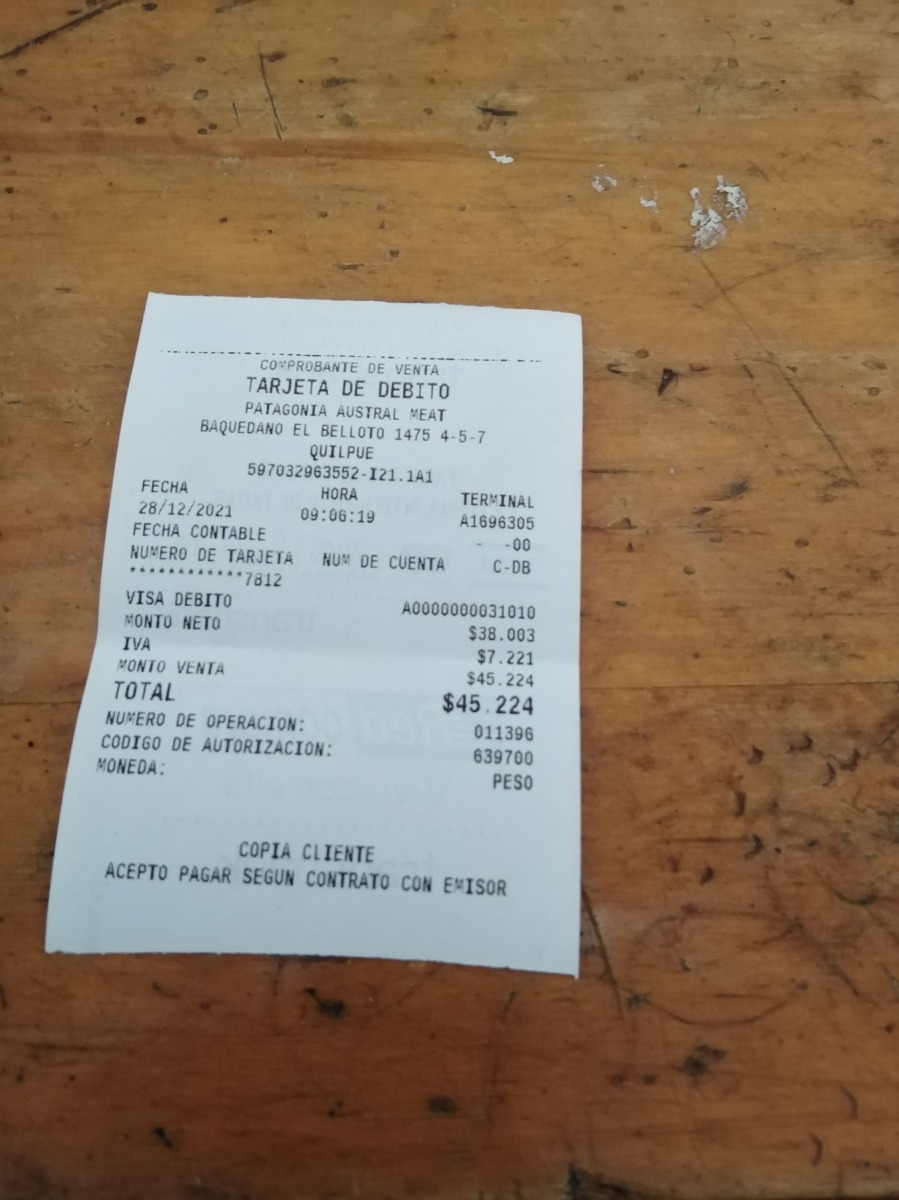 COMPROBANTE DE VENTA
TARJETA DE DEBITO
PATAGONIA AUSTRAL MEAT
BAQUEDANO EL BELLOTO 1475 4-5-7
QUILPUE
597032963552-I21.1A1
FECHA HORA TERMINAL
28/12/2021 09:06:19 A1696305
FECHA CONTABLE - -00
NUMERO DE TARJETA NUM DE CUENTA C-DB
************7812
VISA DEBITO A0000000031010
MONTO NETO $38.003
IVA $7.221
MONTO VENTA $45.224
TOTAL $45.224
NUMERO DE OPERACION: 011396
CODIGO DE AUTORIZACION: 639700
MONEDA: PESO
COPIA CLIENTE
ACEPTO PAGAR SEGUN CONTRATO CON EMISOR